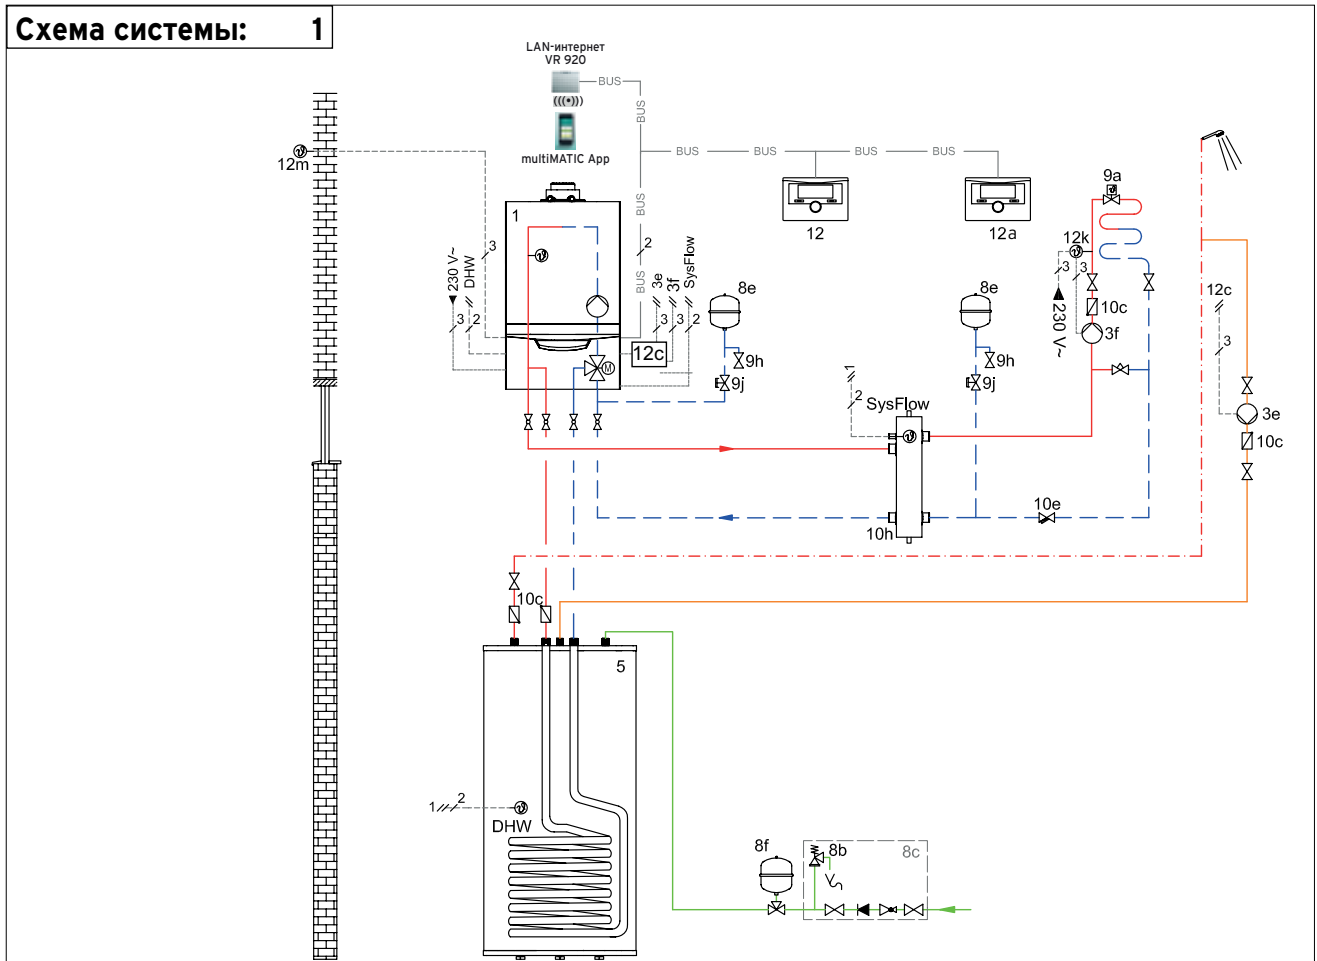 Схема системы: 1
LAN-интернет
VR 920
BUS
BUS
BUS
multiMATIC App
BUS
BUS
BUS
BUS
12m
1
BUS
12
12a
9a
12k
3
2
230 V~
DHW
3
2
BUS
3e
3f
SysFlow
3
3
2
12c
8e
9h
9j
8e
9h
9j
3
3
230 V~
10c
3f
12c
3
3e
10c
M
1
2
SysFlow
10h
10e
10c
5
1
2
DHW
8f
8b
8c